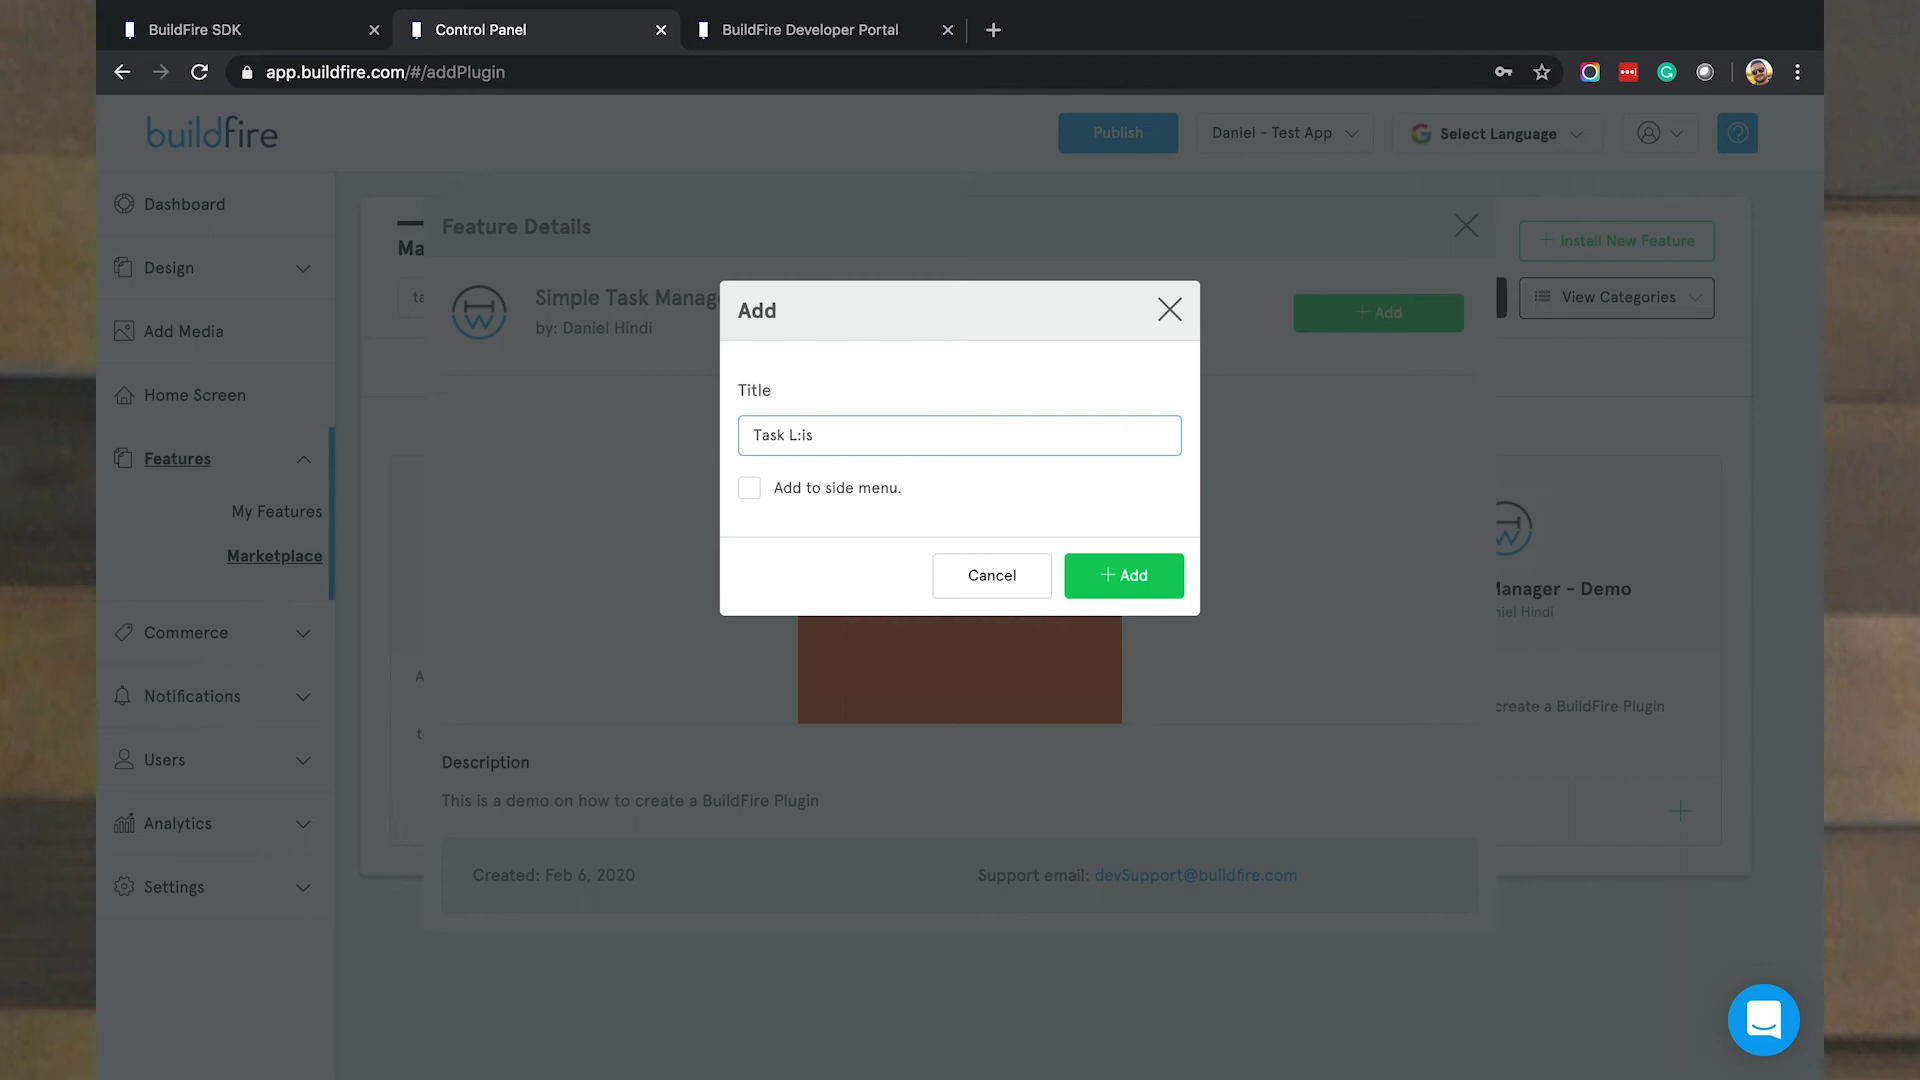 BuildFire SDK
Control Panel
BuildFire Developer Portal
app.buildfire.com/#/addPlugin
buildfire
Publish
Daniel - Test App
Select Language
Dashboard
Design
Add Media
Home Screen
Features
My Features
Marketplace
Commerce
Notifications
Users
Analytics
Settings
Ma
ta
Feature Details
Install New Feature
View Categories
Simple Task Manag
by: Daniel Hindi
+ Add
Add
Title
Task L:is
Add to side menu.
Cancel
+ Add
Manager - Demo
niel Hindi
create a BuildFire Plugin
A
t
Description
This is a demo on how to create a BuildFire Plugin
Created: Feb 6, 2020
Support email: devSupport@buildfire.com